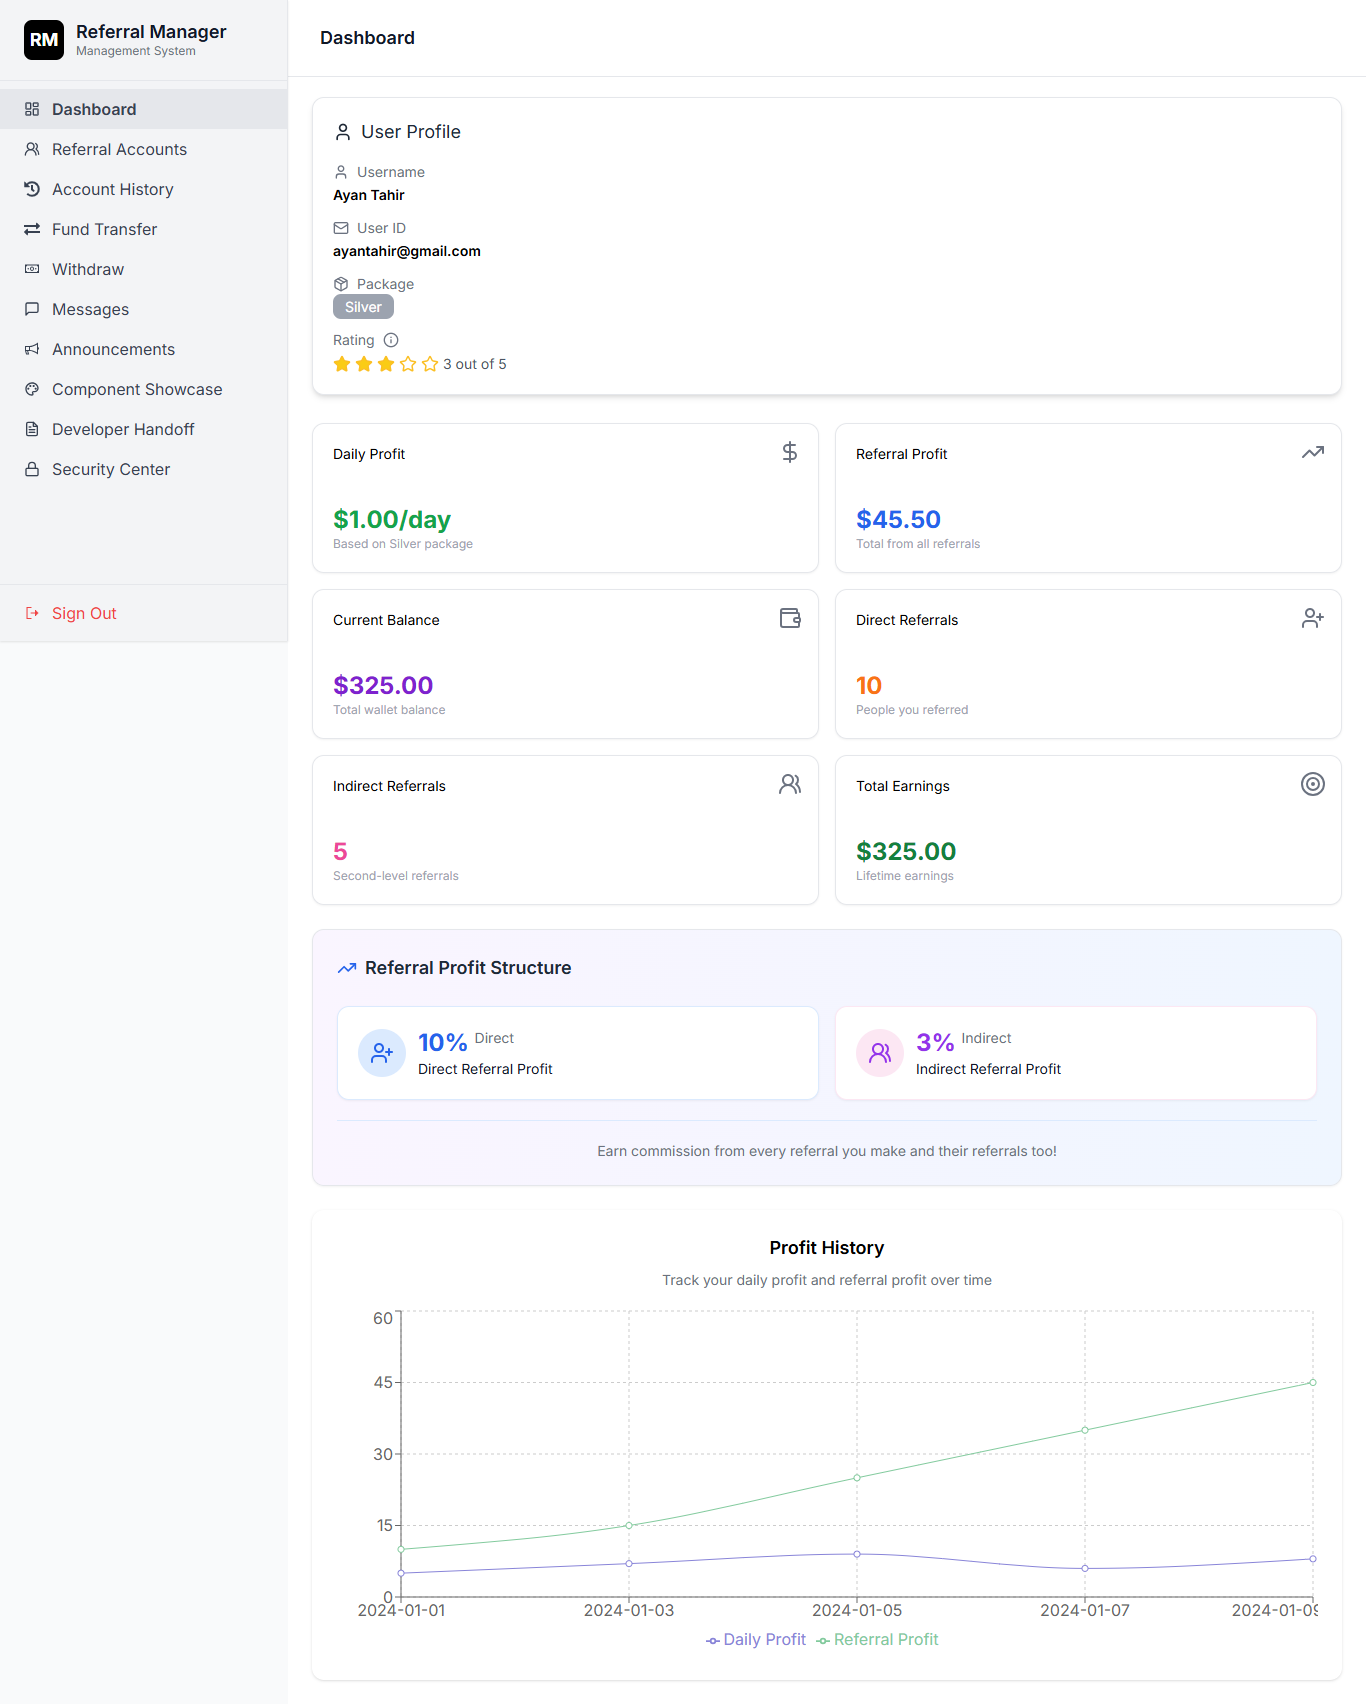 RM
Referral Manager
Management System
Dashboard
Referral Accounts
Account History
Fund Transfer
Withdraw
Messages
Announcements
Component Showcase
Developer Handoff
Security Center
Sign Out
Dashboard
User Profile
Username
Ayan Tahir
User ID
ayantahir@gmail.com
Package
Silver
Rating
3 out of 5
Daily Profit
$1.00/day
Based on Silver package
Referral Profit
$45.50
Total from all referrals
Current Balance
$325.00
Total wallet balance
Direct Referrals
10
People you referred
Indirect Referrals
5
Second-level referrals
Total Earnings
$325.00
Lifetime earnings
Referral Profit Structure
10% Direct
Direct Referral Profit
3% Indirect
Indirect Referral Profit
Earn commission from every referral you make and their referrals too!
Profit History
Track your daily profit and referral profit over time
60
45
30
15
0
2024-01-01 2024-01-03 2024-01-05 2024-01-07 2024-01-09
Daily Profit Referral Profit